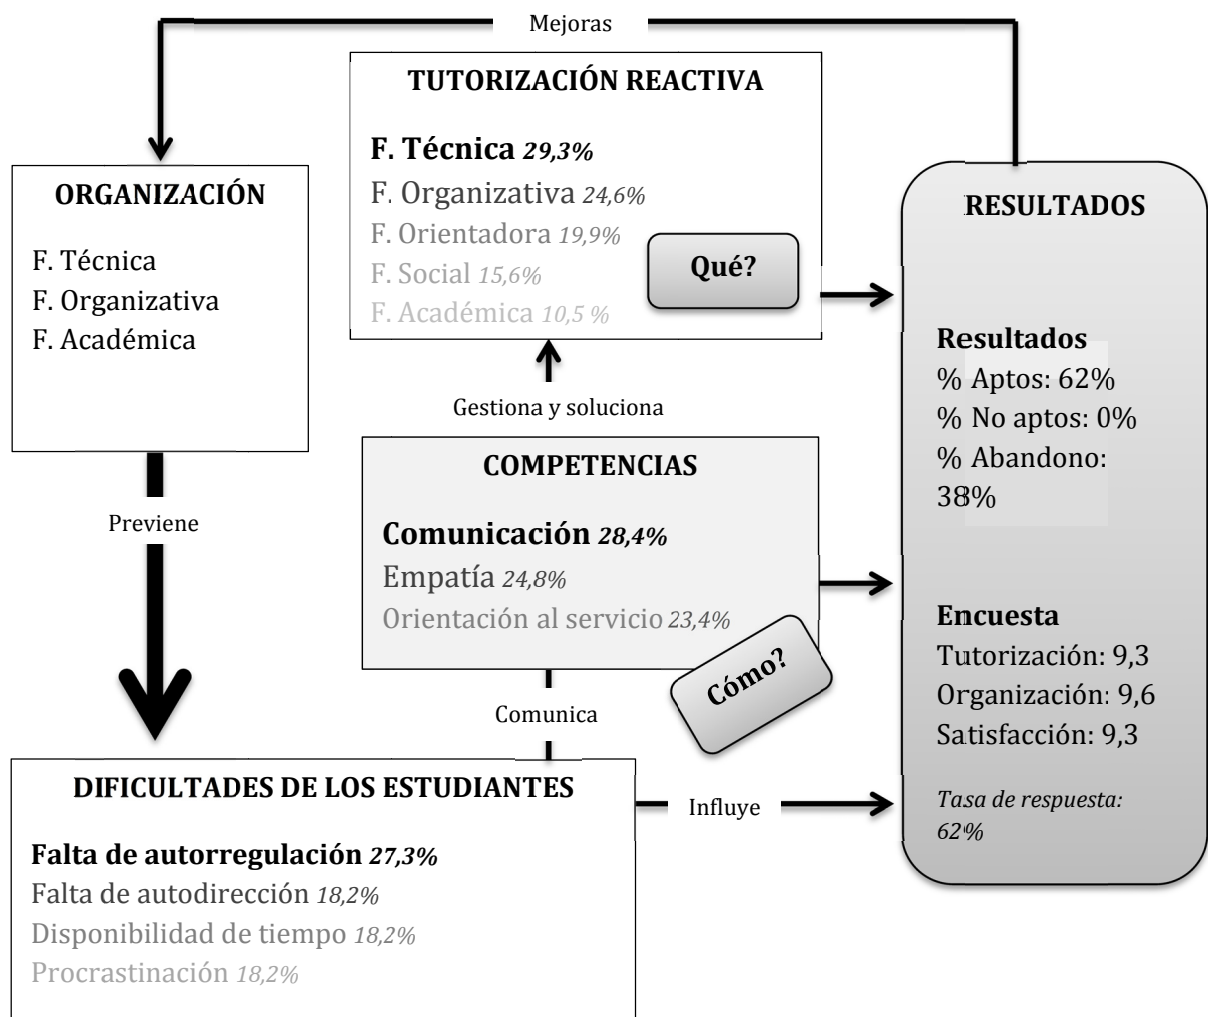 Mejoras
TUTORIZACIÓN REACTIVA
F. Técnica 29,3%
F. Organizativa 24,6%
F. Orientadora 19,9%
F. Social 15,6%
F. Académica 10,5 %
Qué?
ORGANIZACIÓN
F. Técnica
F. Organizativa
F. Académica
Gestiona y soluciona
COMPETENCIAS
Comunicación 28,4%
Empatía 24,8%
Orientación al servicio 23,4%
Cómo?
Previene
Comunica
DIFICULTADES DE LOS ESTUDIANTES
Falta de autorregulación 27,3%
Falta de autodirección 18,2%
Disponibilidad de tiempo 18,2%
Procrastinación 18,2%
Influye
RESULTADOS
Resultados
% Aptos: 62%
% No aptos: 0%
% Abandono:
38%
Encuesta
Tutorización: 9,3
Organización: 9,6
Satisfacción: 9,3
Tasa de respuesta:
62%